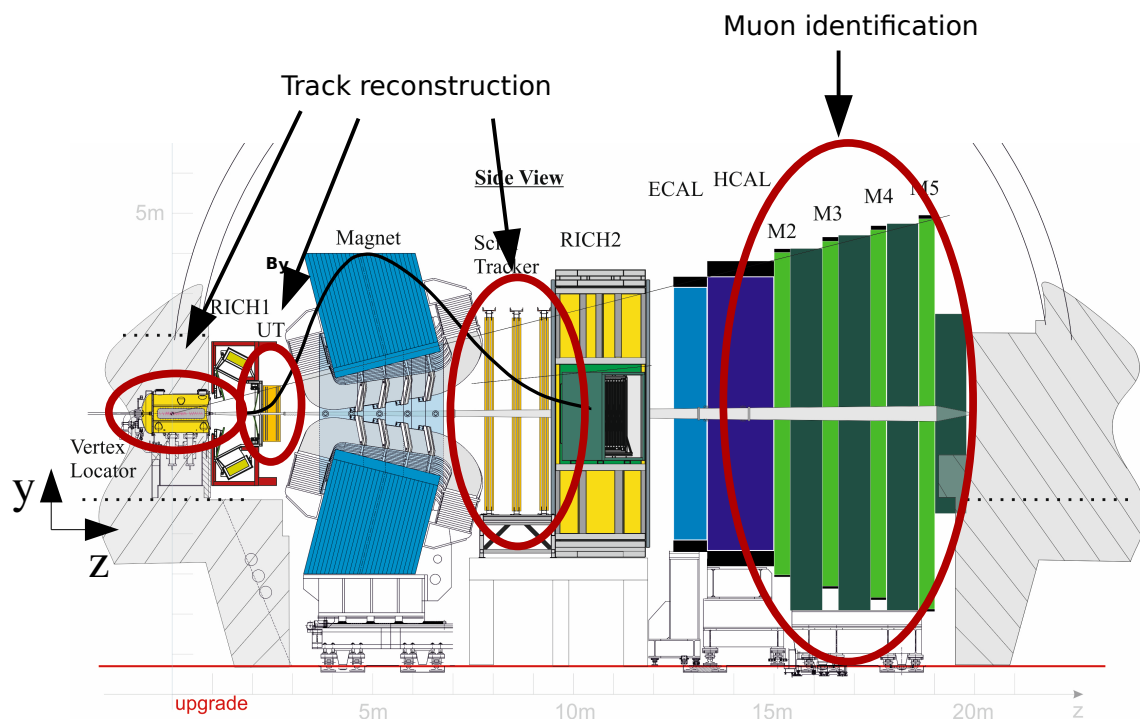 Muon identification
Track reconstruction
Side View
ECAL
HCAL
M5
M4
M3
M2
5m
Magnet
Tracker
RICH2
By
RICH1
UT
Vertex
Locator
y
z
upgrade
5m
10m
15m
20m
z